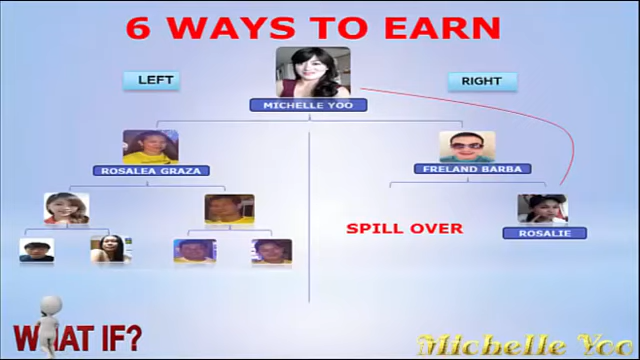 6 WAYS TO EARN
LEFT
RIGHT
MICHELLE YOO
ROSALEA GRAZA
FRELAND BARBA
SPILL OVER
ROSALIE
WHAT IF?
Michelle Yoo